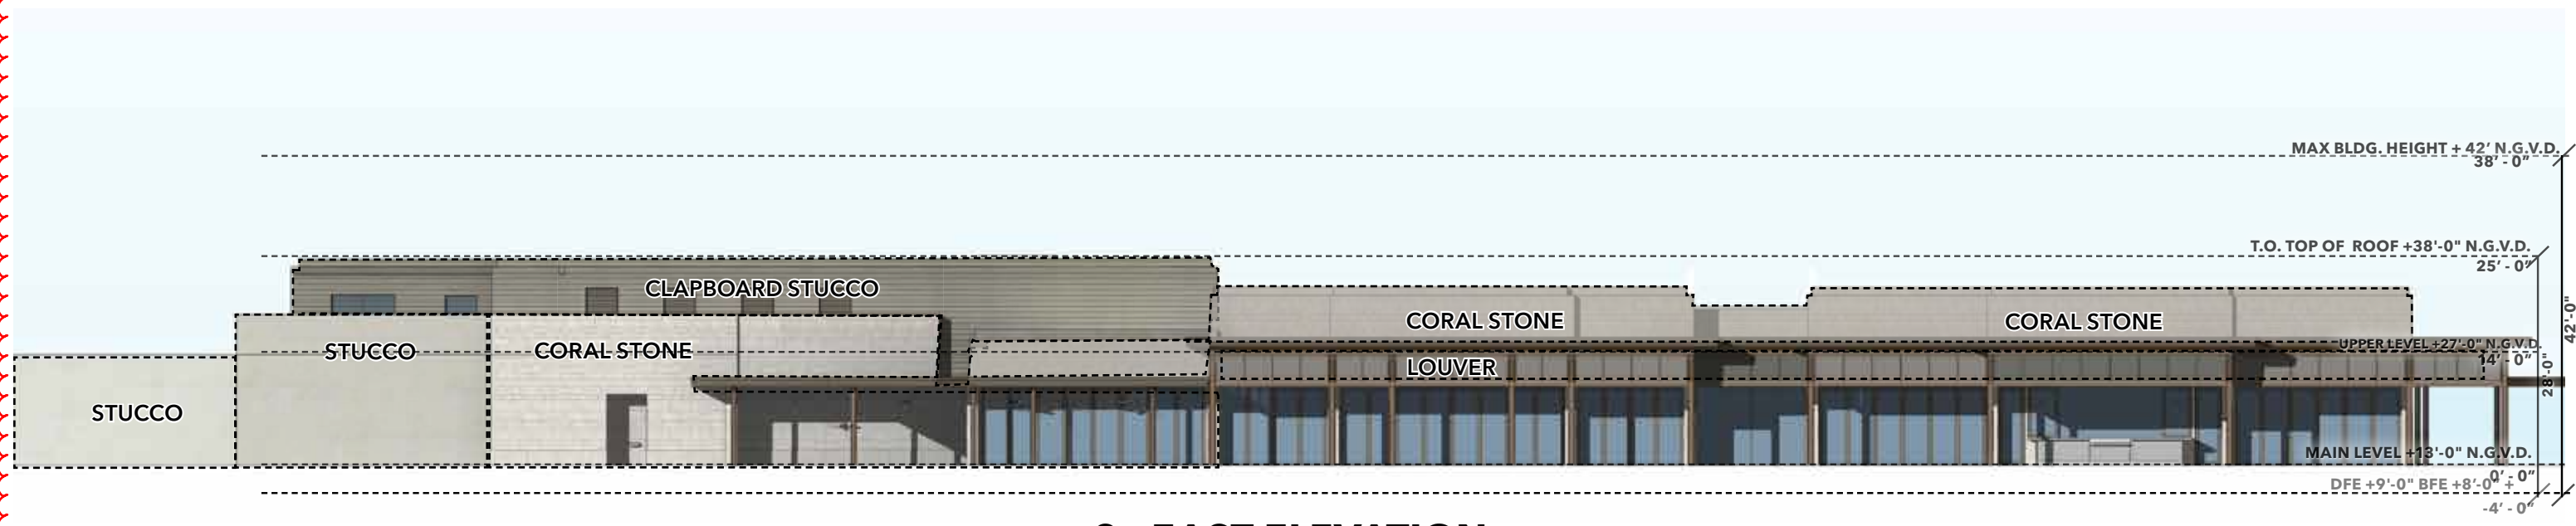 MAX BLDG. HEIGHT + 42' N.G.V.D.
38' - 0"
T.O. TOP OF ROOF +38'-0" N.G.V.D.
25' - 0"
CLAPBOARD STUCCO
CORAL STONE
CORAL STONE
42'-0"
UPPER LEVEL +27'-0" N.G.V.D.
14' - 0"
STUCCO
CORAL STONE
LOUVER
28'-0"
STUCCO
MAIN LEVEL +13'-0" N.G.V.D.
0' - 0"
DFE +9'-0" BFE +8'-0" +
-4' - 0"
EAST ELEVATION